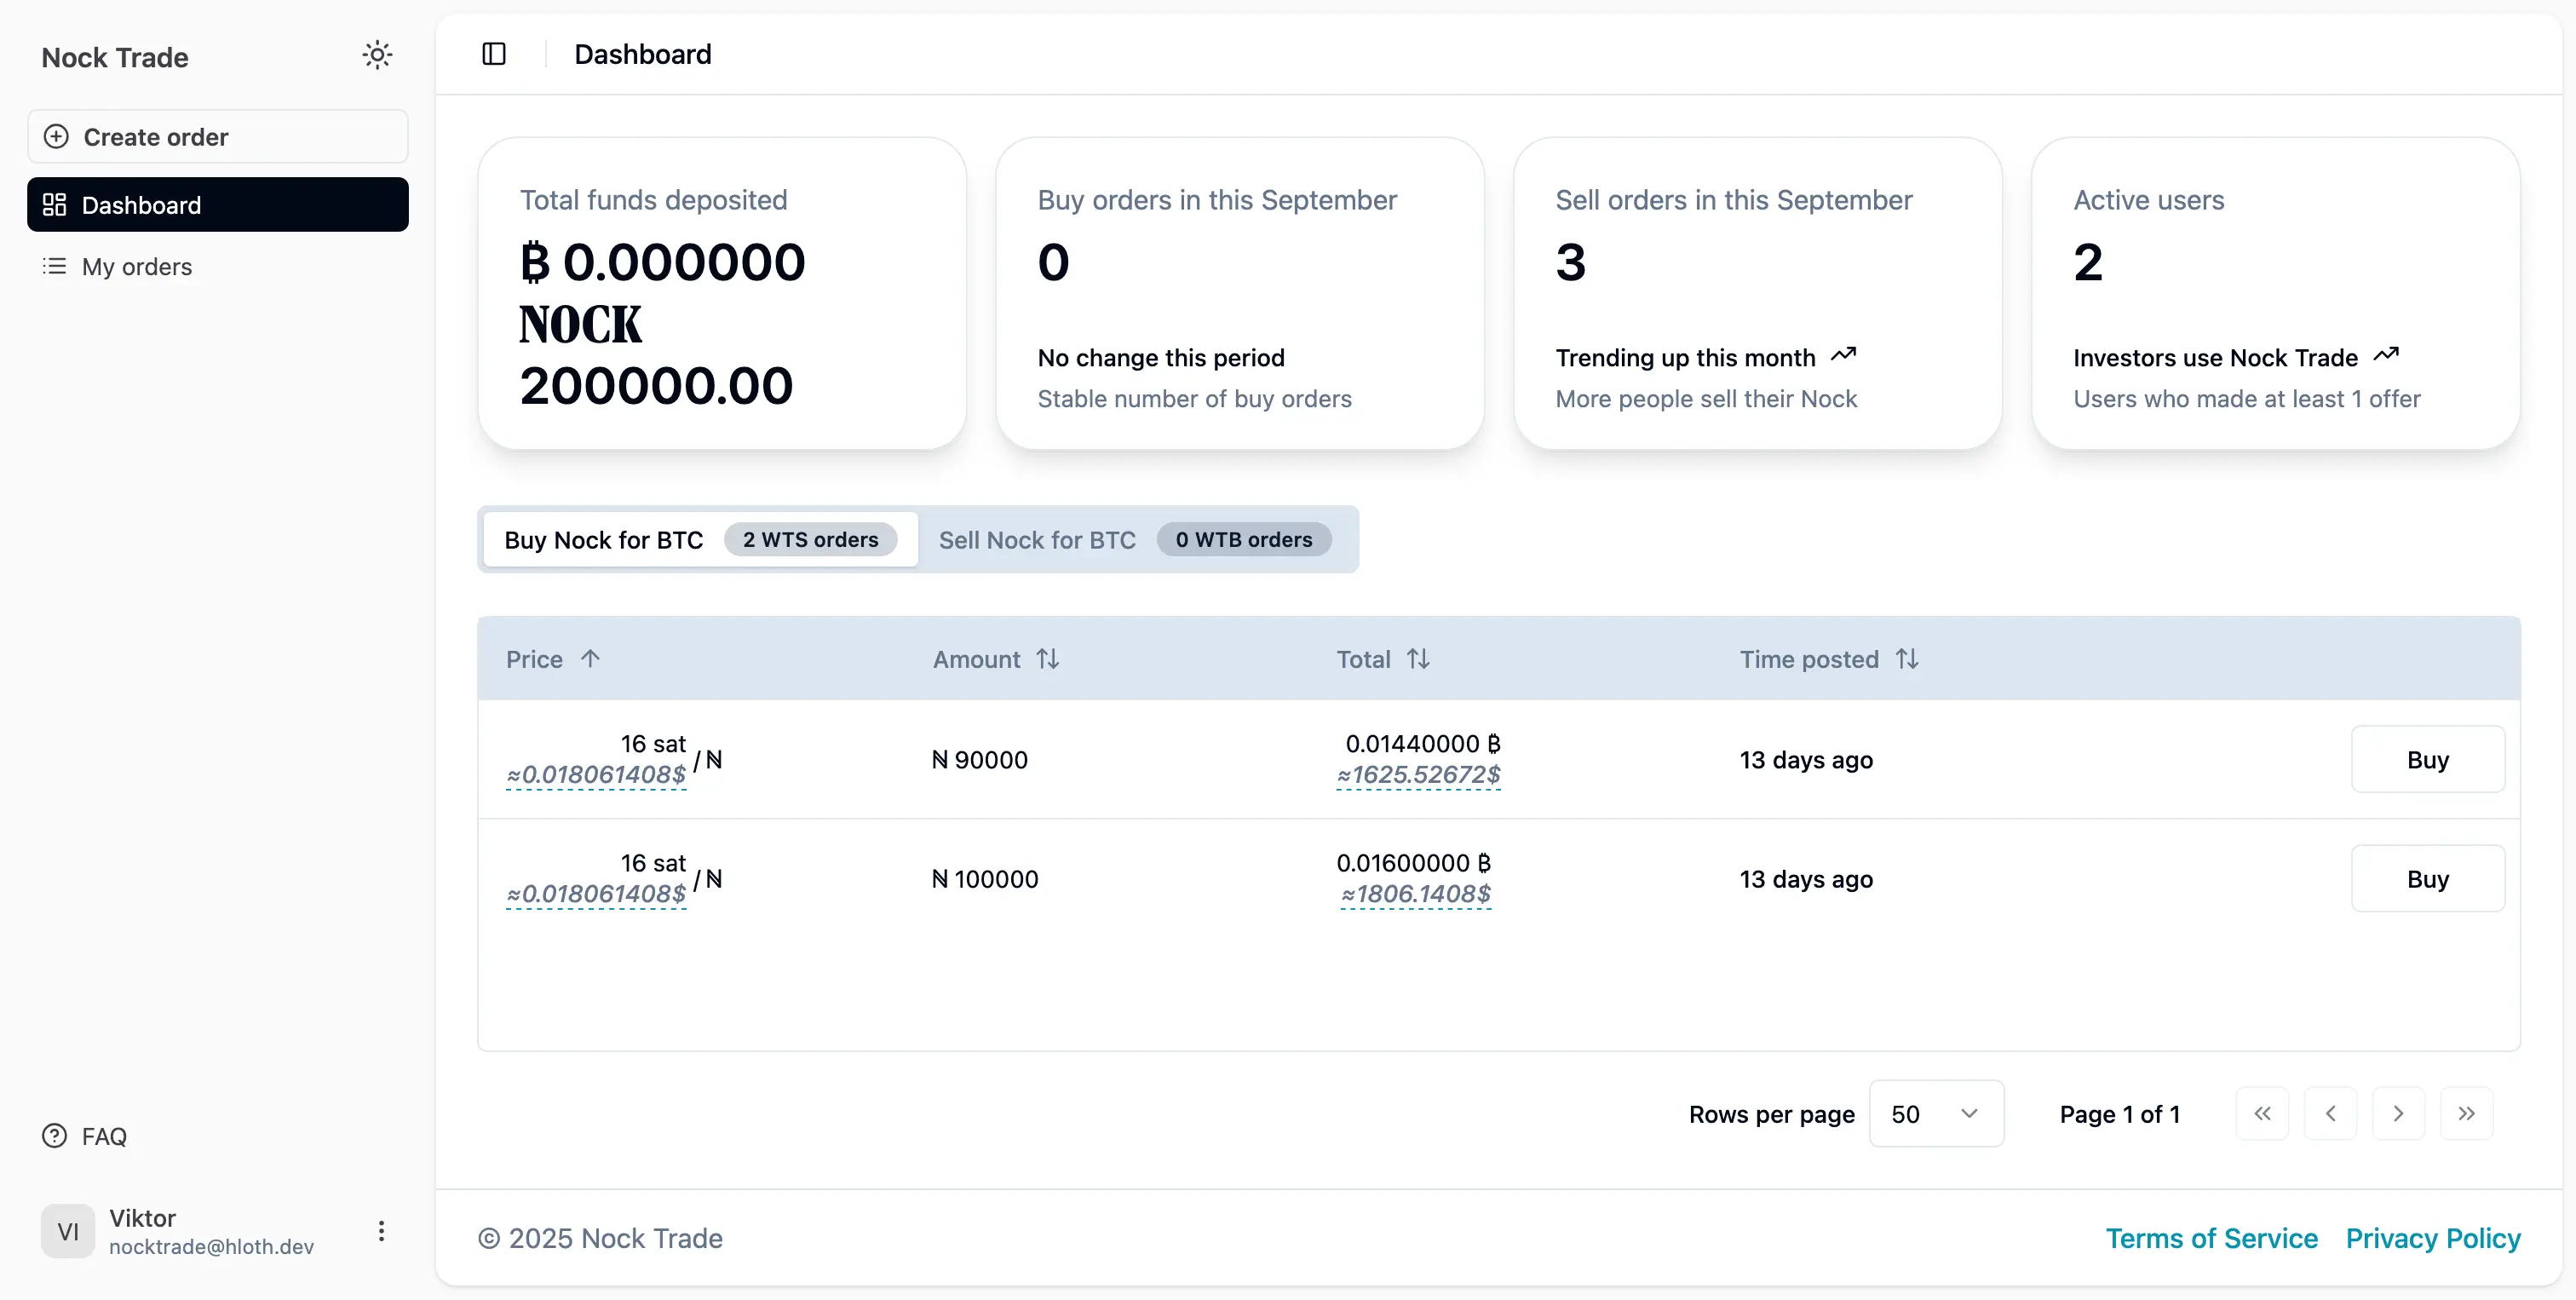 Nock Trade
Create order
Dashboard
My orders
FAQ
VI
Viktor
nocktrade@hloth.dev
Dashboard
Total funds deposited
₿ 0.000000
NOCK
200000.00
Buy orders in this September
0
No change this period
Stable number of buy orders
Sell orders in this September
3
Trending up this month
More people sell their Nock
Active users
2
Investors use Nock Trade
Users who made at least 1 offer
Buy Nock for BTC 2 WTS orders Sell Nock for BTC 0 WTB orders
Price Amount Total Time posted
16 sat
≈0.018061408$ / ₦
₦ 90000
0.01440000 ₿
≈1625.52672$
13 days ago
Buy
16 sat
≈0.018061408$ / ₦
₦ 100000
0.01600000 ₿
≈1806.1408$
13 days ago
Buy
Rows per page 50 Page 1 of 1
© 2025 Nock Trade Terms of Service Privacy Policy